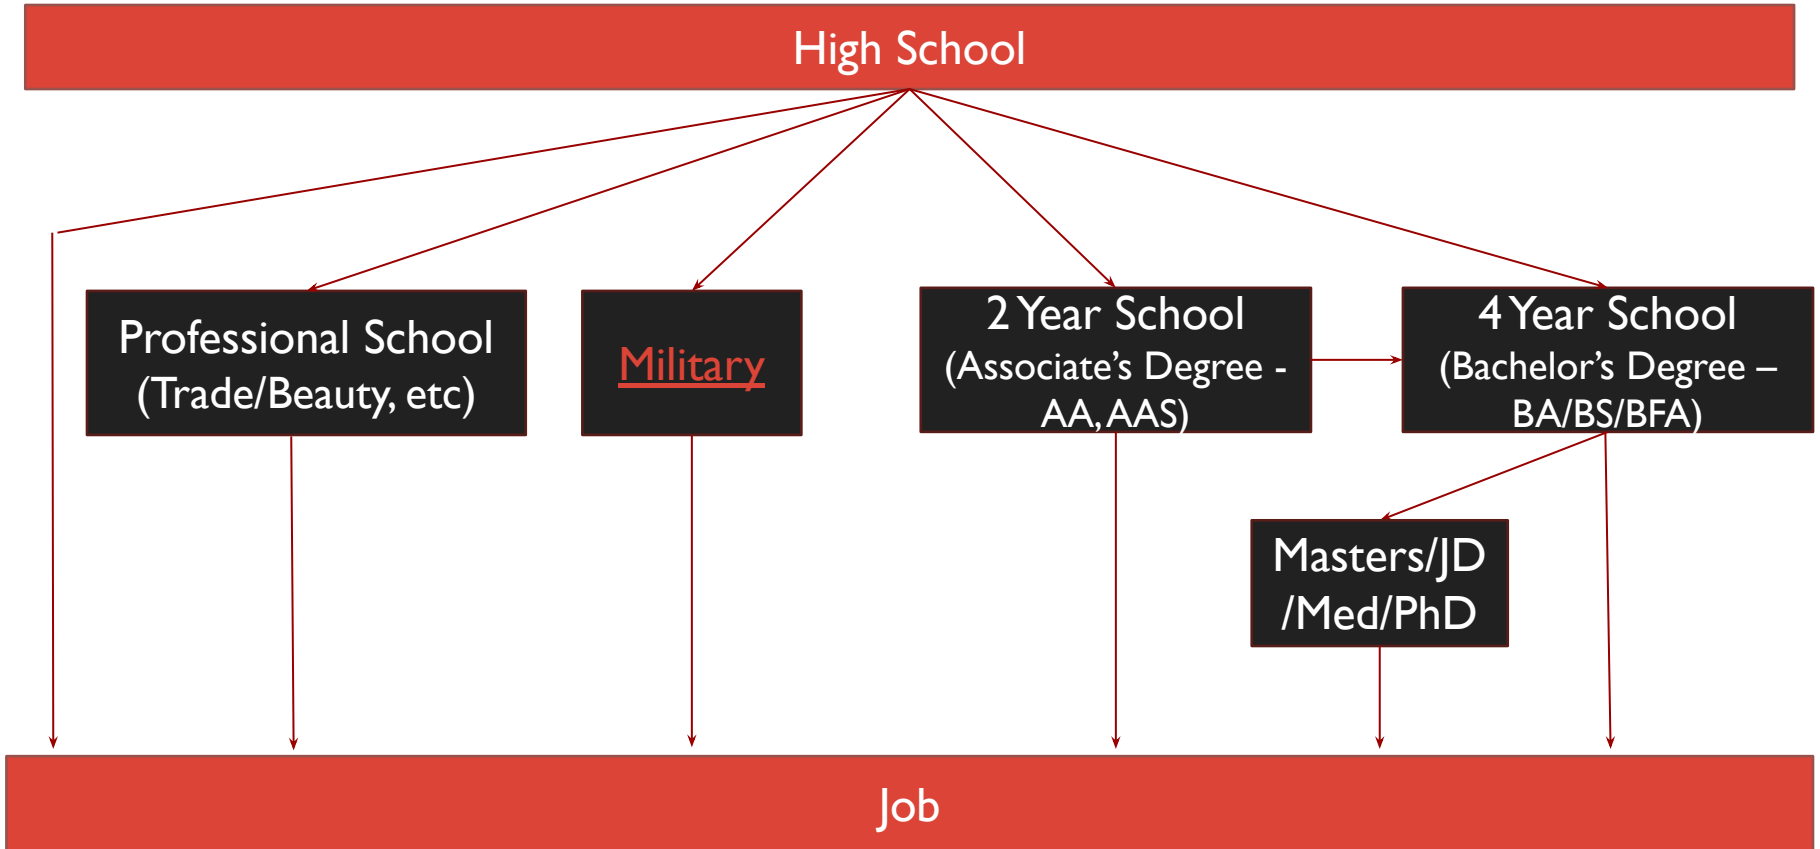 High School
Professional School
(Trade/Beauty, etc)
Military
2 Year School
(Associate’s Degree -
AA, AAS)
4 Year School
(Bachelor’s Degree –
BA/BS/BFA)
Masters/JD
/Med/PhD
Job